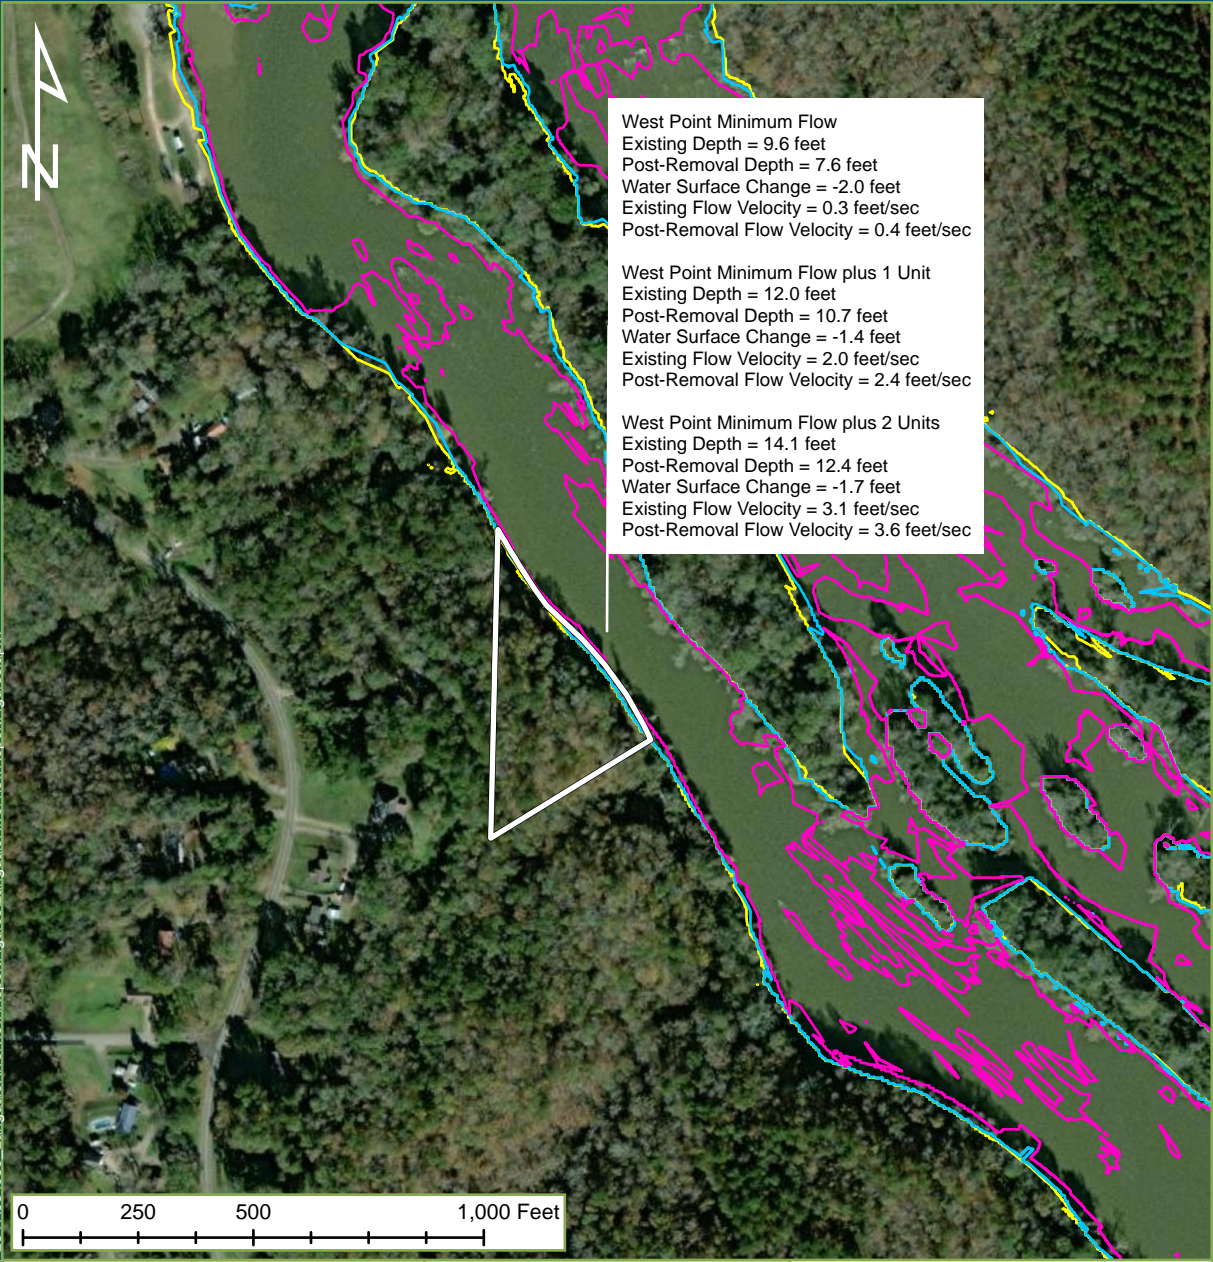 N
West Point Minimum Flow
Existing Depth = 9.6 feet
Post-Removal Depth = 7.6 feet
Water Surface Change = -2.0 feet
Existing Flow Velocity = 0.3 feet/sec
Post-Removal Flow Velocity = 0.4 feet/sec
West Point Minimum Flow plus 1 Unit
Existing Depth = 12.0 feet
Post-Removal Depth = 10.7 feet
Water Surface Change = -1.4 feet
Existing Flow Velocity = 2.0 feet/sec
Post-Removal Flow Velocity = 2.4 feet/sec
West Point Minimum Flow plus 2 Units
Existing Depth = 14.1 feet
Post-Removal Depth = 12.4 feet
Water Surface Change = -1.7 feet
Existing Flow Velocity = 3.1 feet/sec
Post-Removal Flow Velocity = 3.6 feet/sec
0 250 500 1,000 Feet